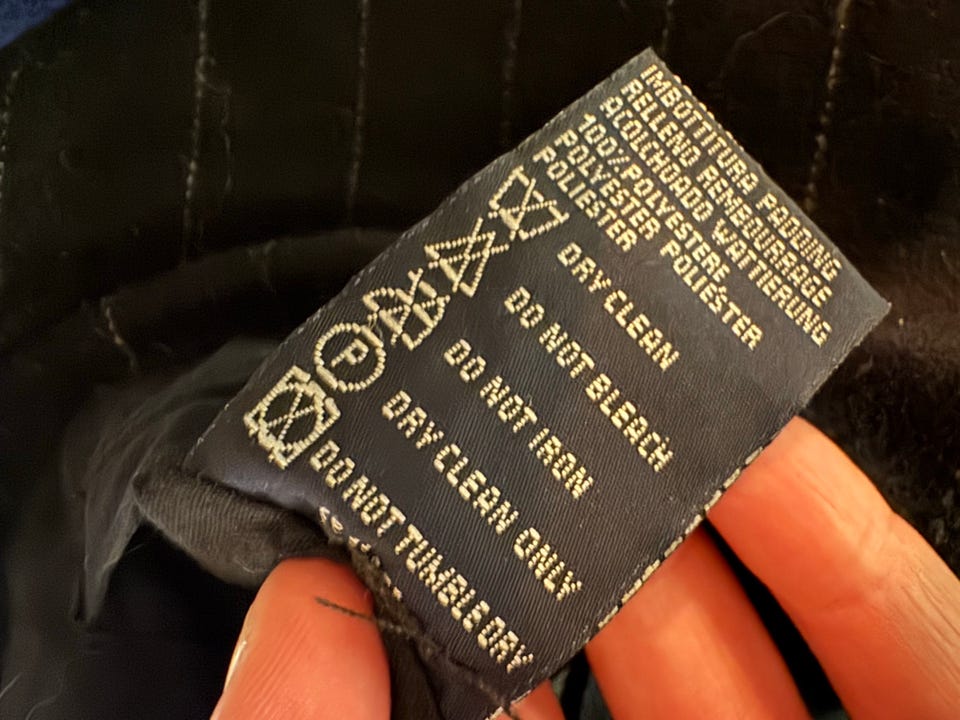 IMBOTTITURA PADDING
RELLENO REMBOURRAGE
ACOLCHOADO WATTIERUNG
100% POLYESTERE
POLYESTER POLIÉSTER
POLIESTER
DRY CLEAN
DO NOT BLEACH
DO NOT IRON
P DRY CLEAN ONLY
DO NOT TUMBLE DRY